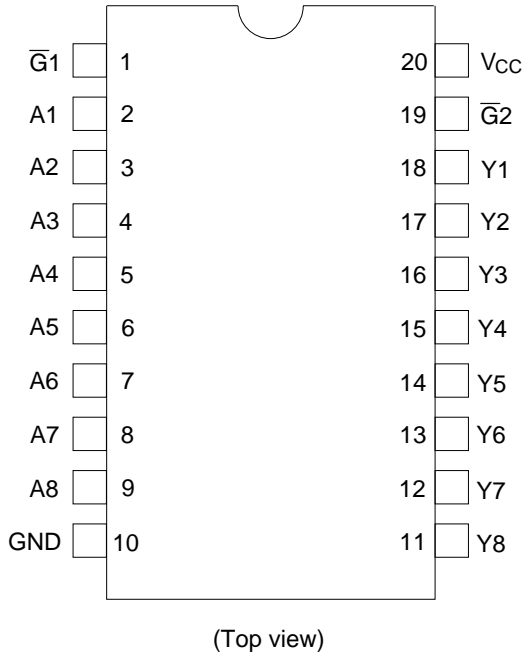 G̅1 1 20 VCC
A1 2 19 G̅2
A2 3 18 Y1
A3 4 17 Y2
A4 5 16 Y3
A5 6 15 Y4
A6 7 14 Y5
A7 8 13 Y6
A8 9 12 Y7
GND 10 11 Y8
(Top view)